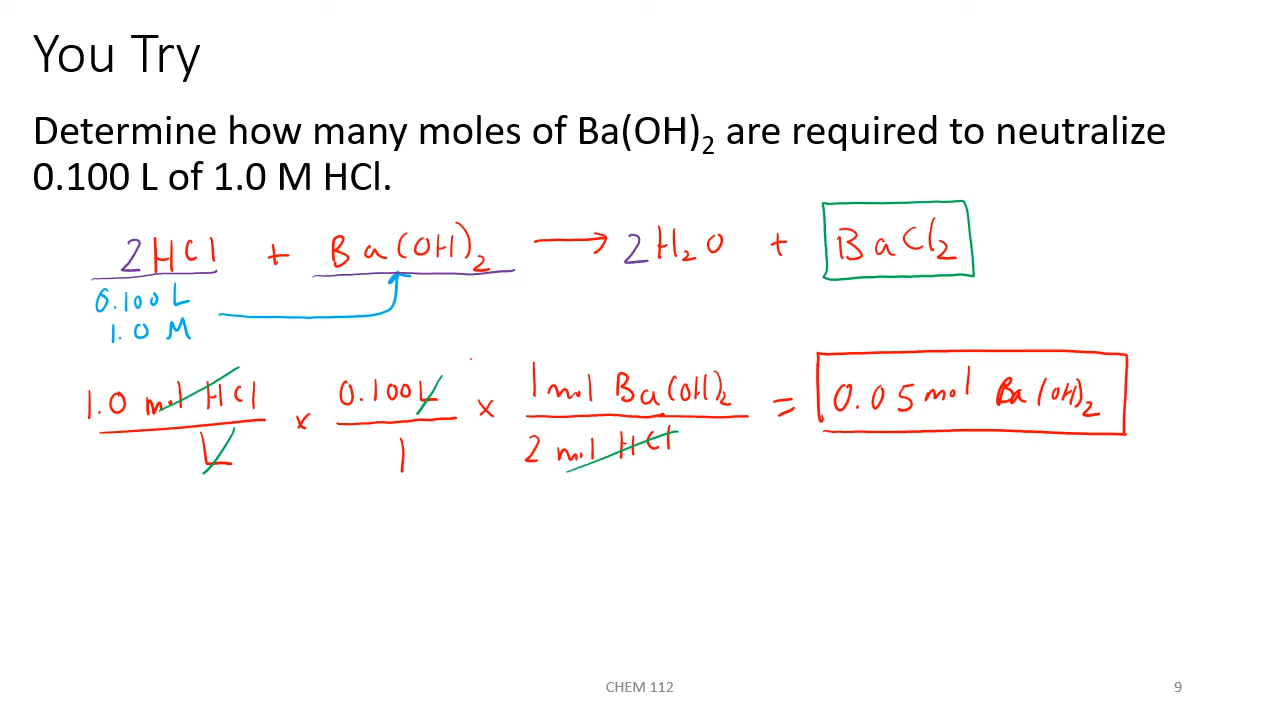 You Try
Determine how many moles of Ba(OH)₂ are required to neutralize
0.100 L of 1.0 M HCl.
2HCl + Ba(OH)₂ → 2H₂O + BaCl₂
0.100 L
1.0 M
1.0 mol HCl / L × 0.100 L / 1 × 1 mol Ba(OH)₂ / 2 mol HCl = 0.05 mol Ba(OH)₂
CHEM 112 9